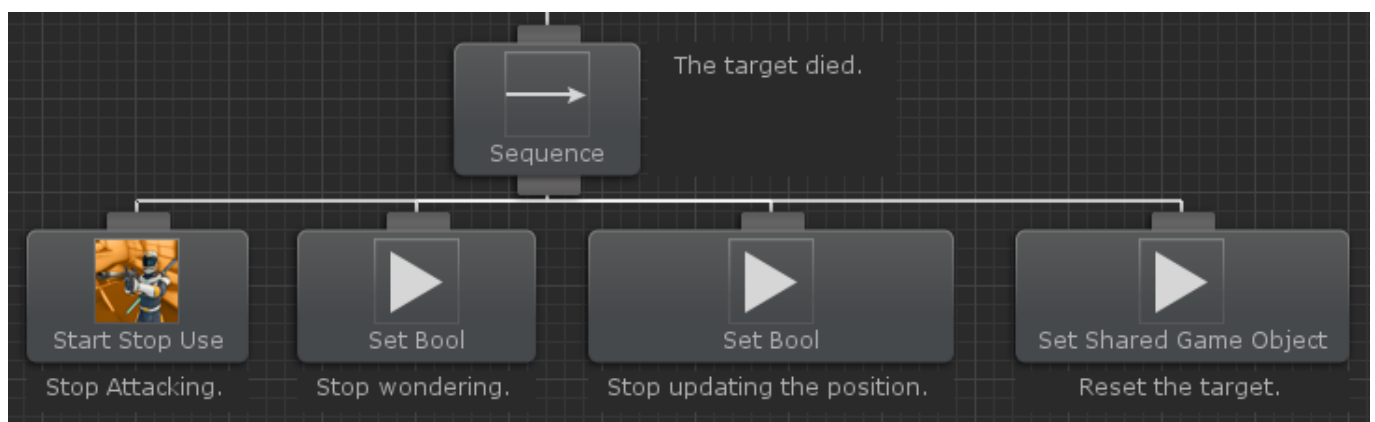 The target died.
Sequence
Start Stop Use
Set Bool
Set Bool
Set Shared Game Object
Stop Attacking.
Stop wondering.
Stop updating the position.
Reset the target.